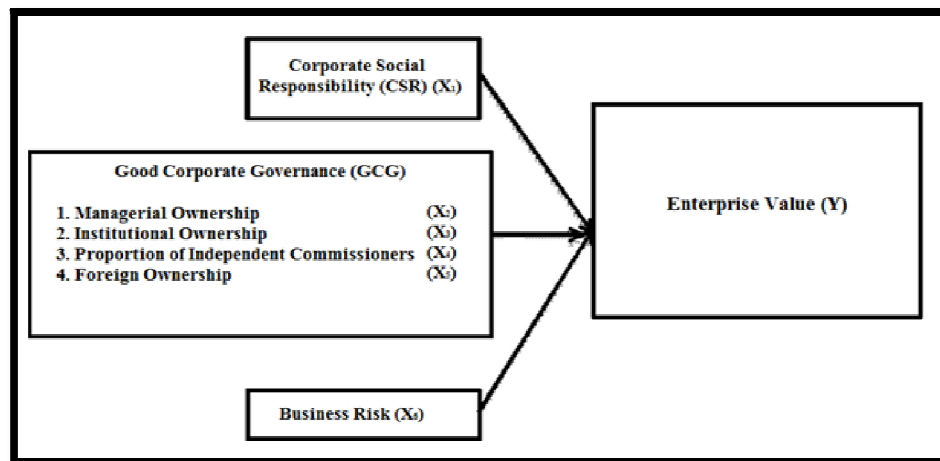 Corporate Social
Responsibility (CSR) (X₁)
Good Corporate Governance (GCG)
1. Managerial Ownership (X₂)
2. Institutional Ownership (X₃)
3. Proportion of Independent Commissioners (X₄)
4. Foreign Ownership (X₅)
Enterprise Value (Y)
Business Risk (X₆)